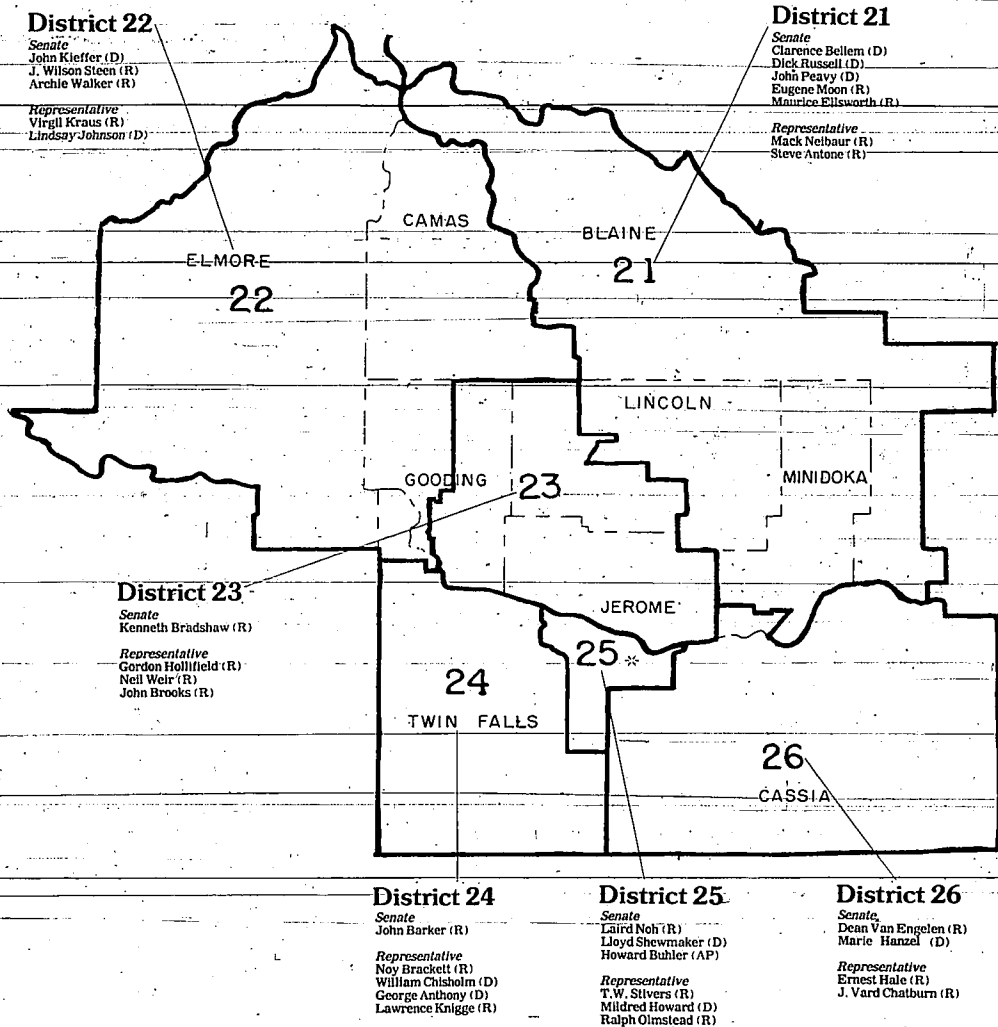 District 22
Senate
John Kieffer (D)
J. Wilson Steen (R)
Archie Walker (R)
Representative
Virgil Kraus (R)
Lindsay Johnson (D)
District 21
Senate
Clarence Bellem (D)
Dick Russell (D)
John Peavy (D)
Eugene Moon (R)
Maurice Ellsworth (R)
Representative
Mack Neibaur (R)
Steve Antone (R)
CAMAS
BLAINE
21
ELMORE
22
LINCOLN
GOODING
23
MINIDOKA
District 23
Senate
Kenneth Bradshaw (R)
Representative
Gordon Hollifield (R)
Neil Weir (R)
John Brooks (R)
JEROME
25
24
TWIN FALLS
26
CASSIA
District 24
Senate
John Barker (R)
Representative
Noy Brackett (R)
William Chisholm (D)
George Anthony (D)
Lawrence Knigge (R)
District 25
Senate
Laird Noh (R)
Lloyd Shewmaker (D)
Howard Buhler (AP)
Representative
T.W. Stivers (R)
Mildred Howard (D)
Ralph Olmstead (R)
District 26
Senate
Dean Van Engelen (R)
Marie Hanzel (D)
Representative
Ernest Hale (R)
J. Vard Chatburn (R)